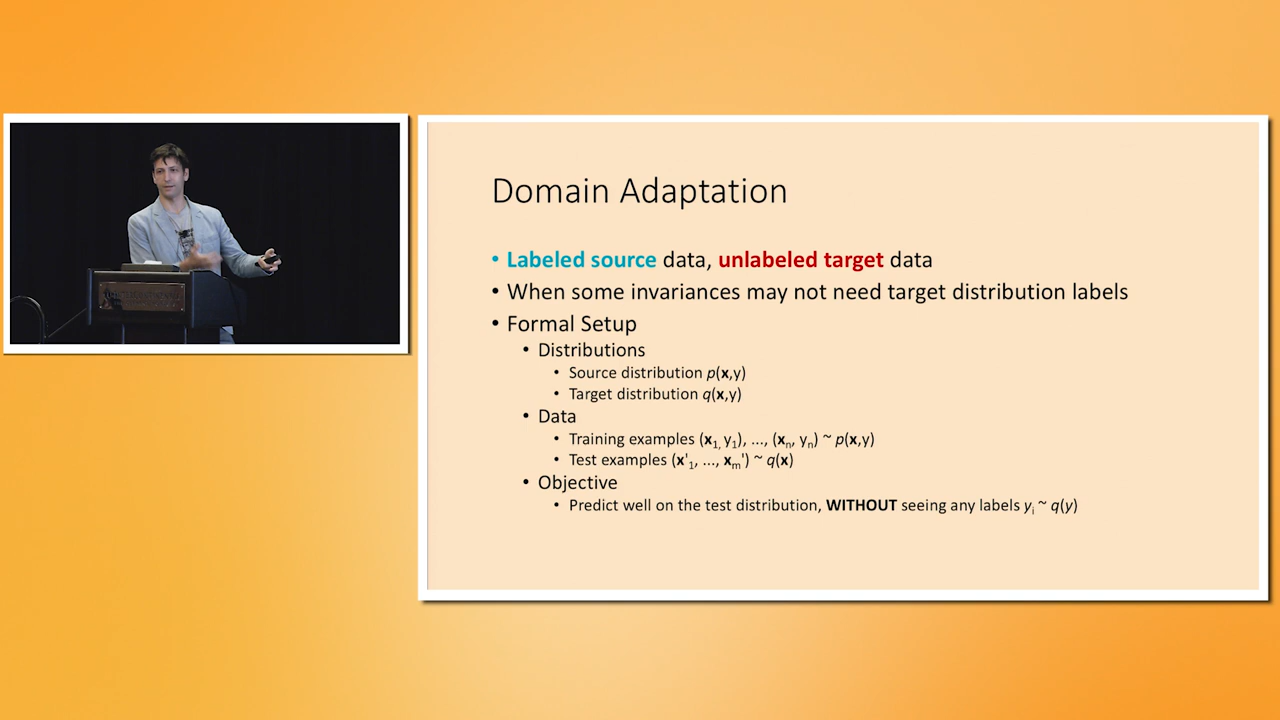 Domain Adaptation
• Labeled source data, unlabeled target data
• When some invariances may not need target distribution labels
• Formal Setup
• Distributions
• Source distribution p(x,y)
• Target distribution q(x,y)
• Data
• Training examples (x1, y1), ..., (xn, yn) ~ p(x,y)
• Test examples (x'1, ..., xm') ~ q(x)
• Objective
• Predict well on the test distribution, WITHOUT seeing any labels yi ~ q(y)